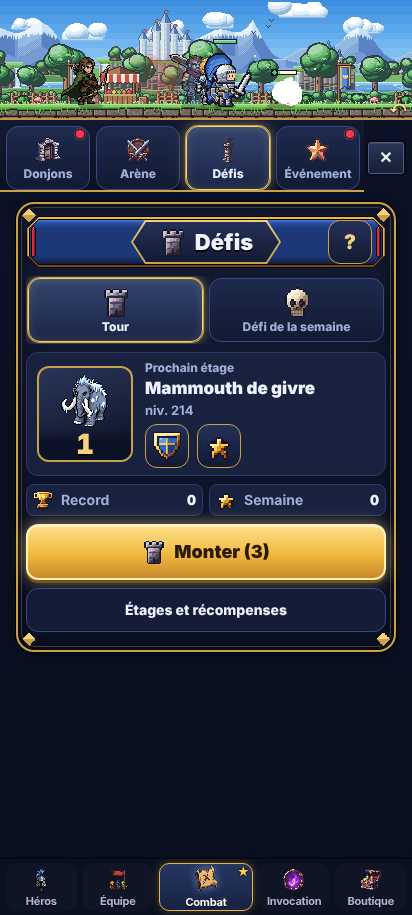 Donjons
Arène
Défis
Événement
×
Défis
?
Tour
Défi de la semaine
Prochain étage
Mammouth de givre
niv. 214
1
Record 0
Semaine 0
Monter (3)
Étages et récompenses
Héros
Équipe
Combat
Invocation
Boutique